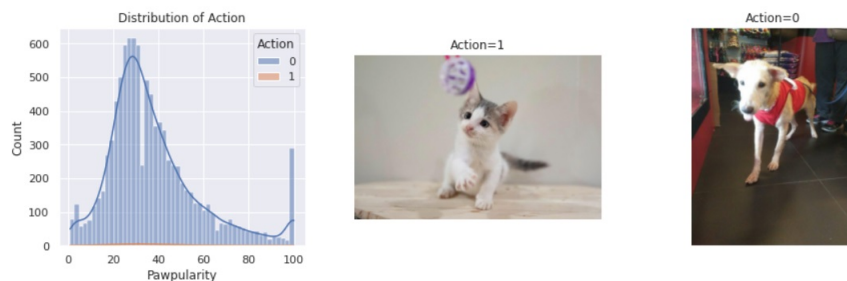 Distribution of Action
Count
600
500
400
300
200
100
0
0 20 40 60 80 100
Pawpularity
Action
0
1
Action=1
Action=0